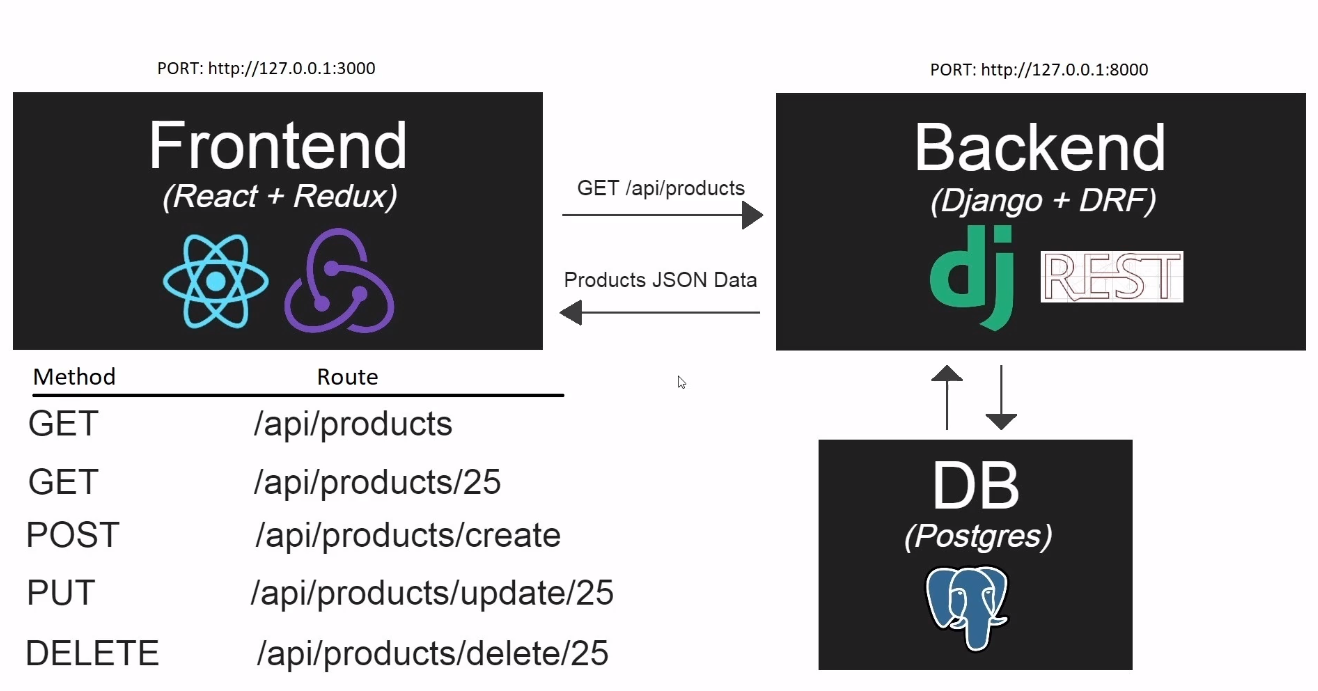 PORT: http://127.0.0.1:3000
PORT: http://127.0.0.1:8000
Frontend
(React + Redux)
GET /api/products
Products JSON Data
Backend
(Django + DRF)
dj
REST
Method Route
GET /api/products
GET /api/products/25
POST /api/products/create
PUT /api/products/update/25
DELETE /api/products/delete/25
DB
(Postgres)